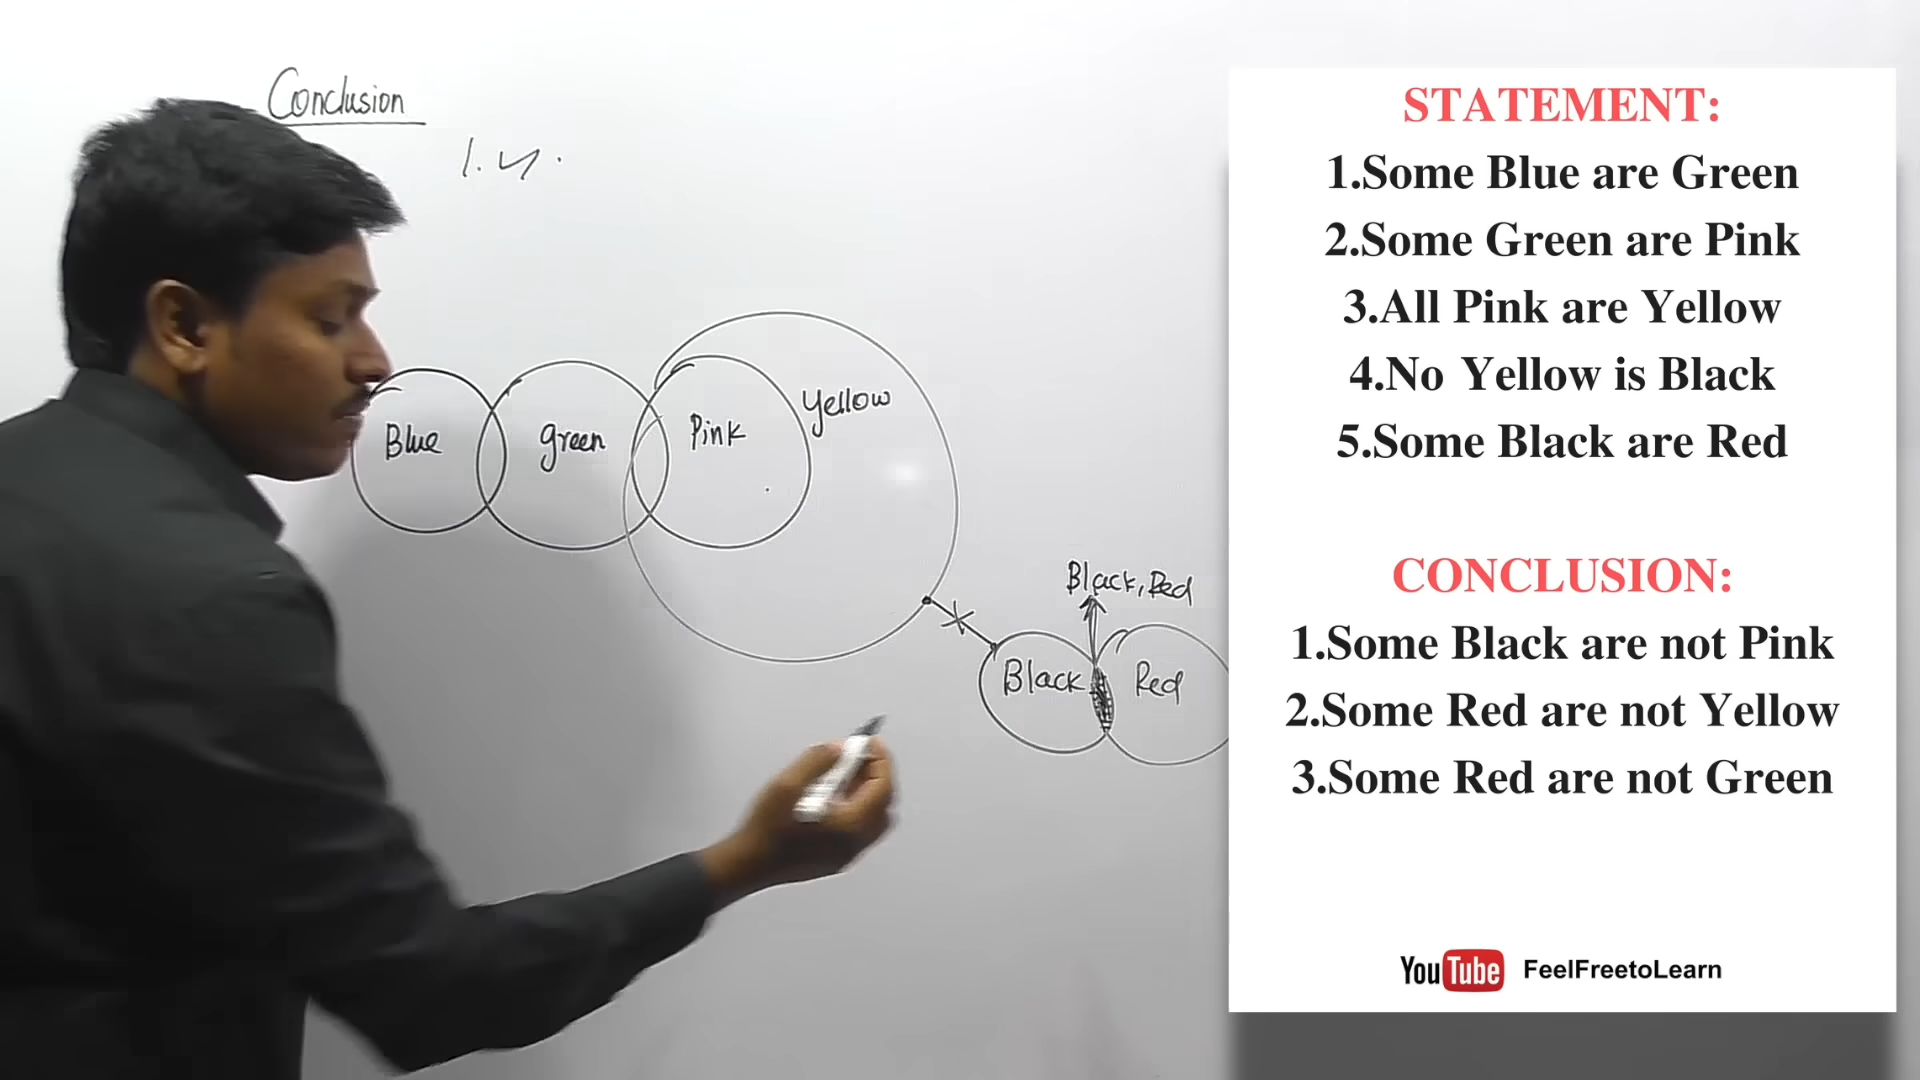 Conclusion
1. Y.
Blue
green
Pink
Yellow
Black, Red
Black
Red
STATEMENT:
1.Some Blue are Green
2.Some Green are Pink
3.All Pink are Yellow
4.No Yellow is Black
5.Some Black are Red
CONCLUSION:
1.Some Black are not Pink
2.Some Red are not Yellow
3.Some Red are not Green
YouTube FeelFreetoLearn